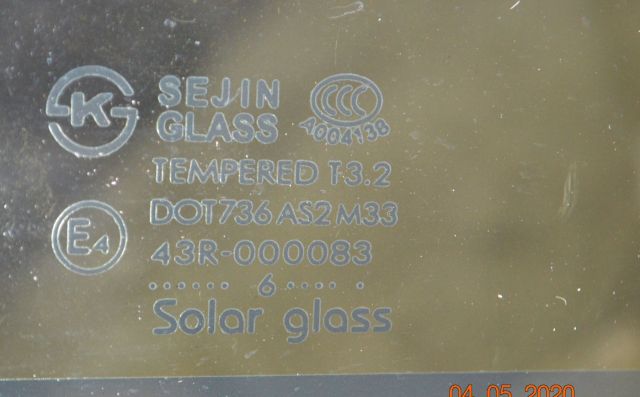 K
SEJIN
GLASS
CCC
A004138
TEMPERED T3.2
DOT736 AS2 M33
E4
43R-000083
...... 6 .... .
Solar glass
04 05 2020